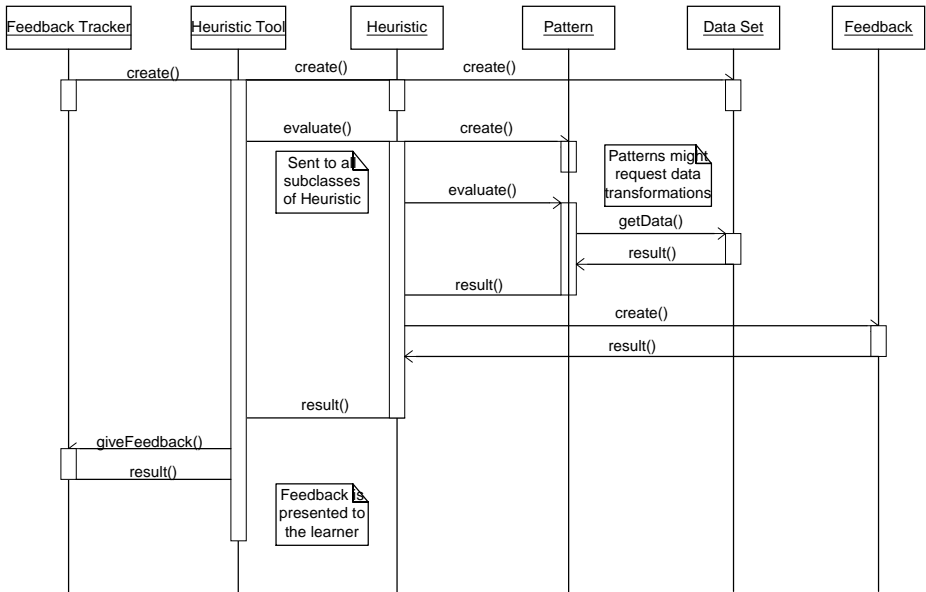 Feedback Tracker
Heuristic Tool
Heuristic
Pattern
Data Set
Feedback
create()
create()
create()
evaluate()
create()
Sent to all
subclasses
of Heuristic
Patterns might
request data
transformations
evaluate()
getData()
result()
result()
create()
result()
result()
giveFeedback()
result()
Feedback is
presented to
the learner